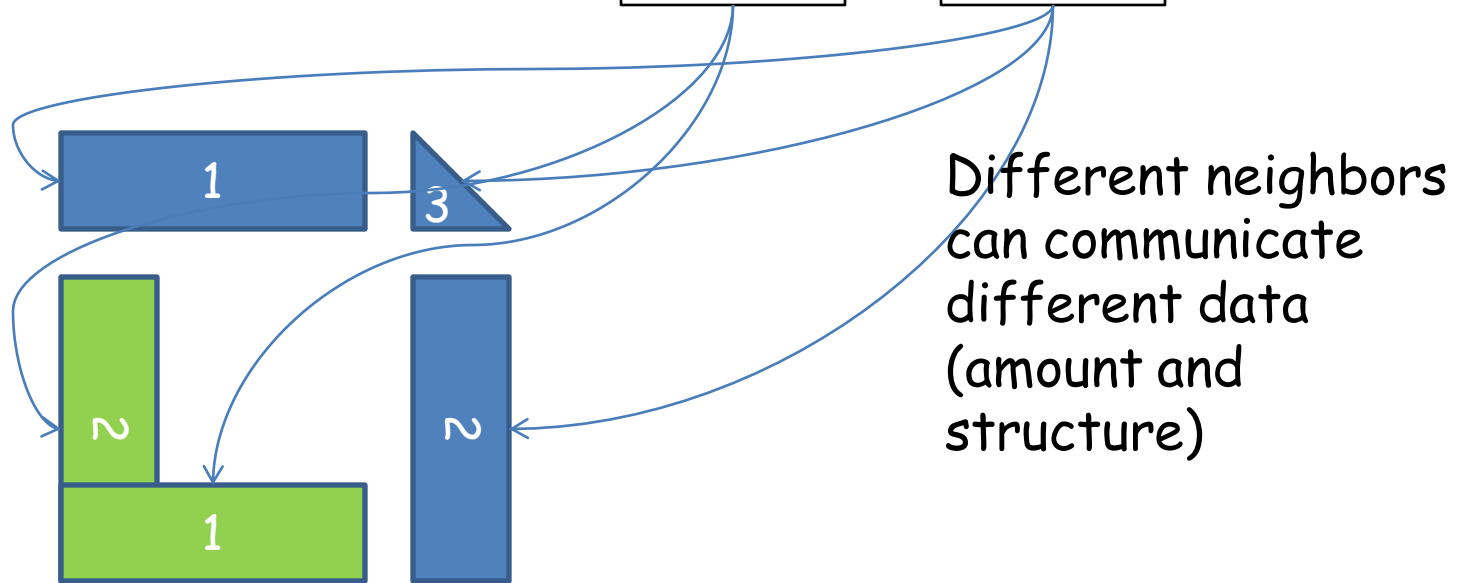 1
3
Different neighbors
can communicate
different data
(amount and
structure)
2
2
1